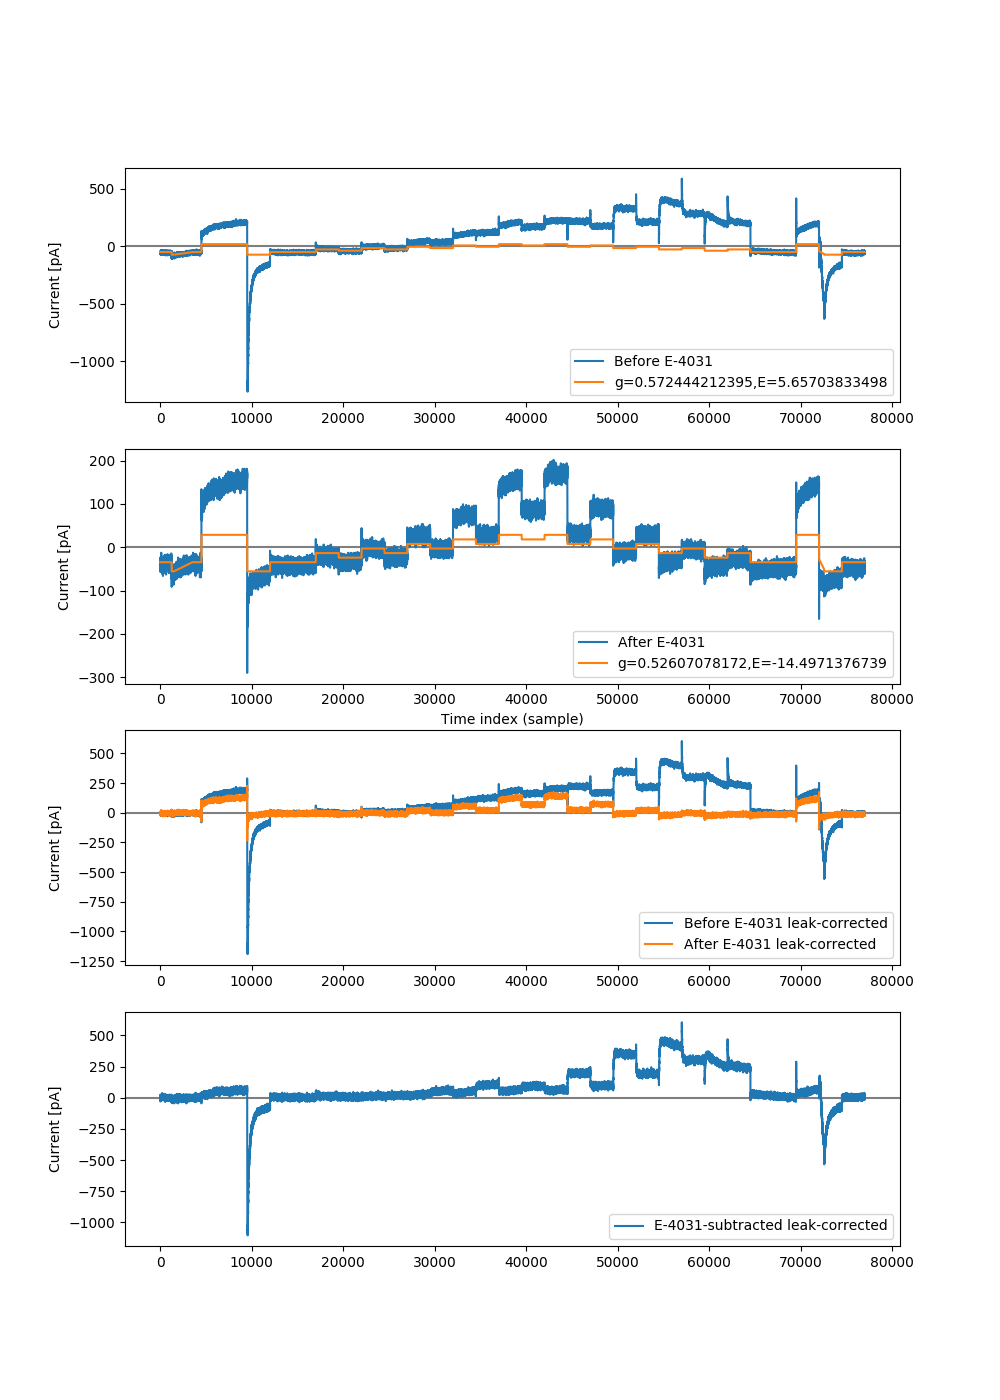 500
0
−500
−1000
Current [pA]
Before E-4031
g=0.572444212395,E=5.65703833498
0 10000 20000 30000 40000 50000 60000 70000 80000
200
100
0
−100
−200
−300
Current [pA]
After E-4031
g=0.52607078172,E=-14.4971376739
0 10000 20000 30000 40000 50000 60000 70000 80000
Time index (sample)
500
250
0
−250
−500
−750
−1000
−1250
Current [pA]
Before E-4031 leak-corrected
After E-4031 leak-corrected
0 10000 20000 30000 40000 50000 60000 70000 80000
500
250
0
−250
−500
−750
−1000
Current [pA]
E-4031-subtracted leak-corrected
0 10000 20000 30000 40000 50000 60000 70000 80000